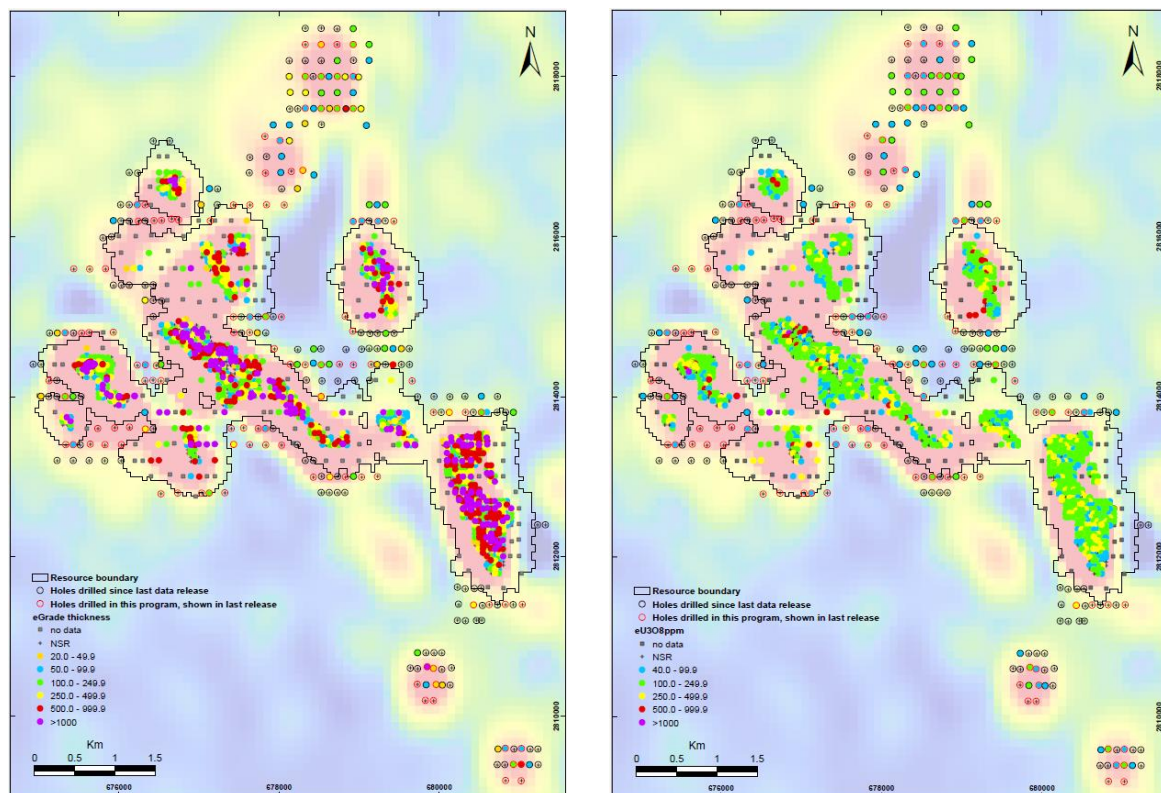 N
2818000
2816000
2814000
2812000
2810000
Resource boundary
Holes drilled since last data release
Holes drilled in this program, shown in last release
eGrade thickness
no data
NSR
20.0 - 49.9
50.0 - 99.9
100.0 - 249.9
250.0 - 499.9
500.0 - 999.9
>1000
Km
0 0.5 1 1.5
676000 678000 680000
N
2818000
2816000
2814000
2812000
2810000
Resource boundary
Holes drilled since last data release
Holes drilled in this program, shown in last release
eU3O8ppm
no data
NSR
40.0 - 99.9
100.0 - 249.9
250.0 - 499.9
500.0 - 999.9
>1000
Km
0 0.5 1 1.5
676000 678000 680000